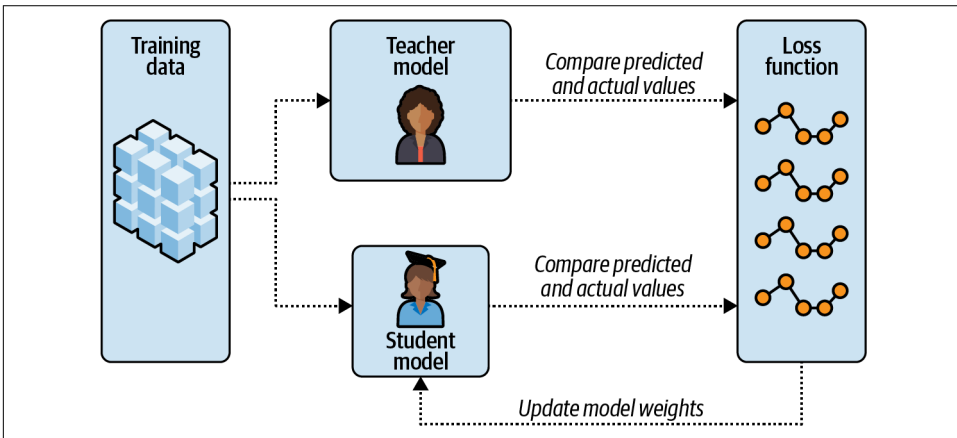 Training
data
Teacher
model
Compare predicted
and actual values
Loss
function
Compare predicted
and actual values
Student
model
Update model weights